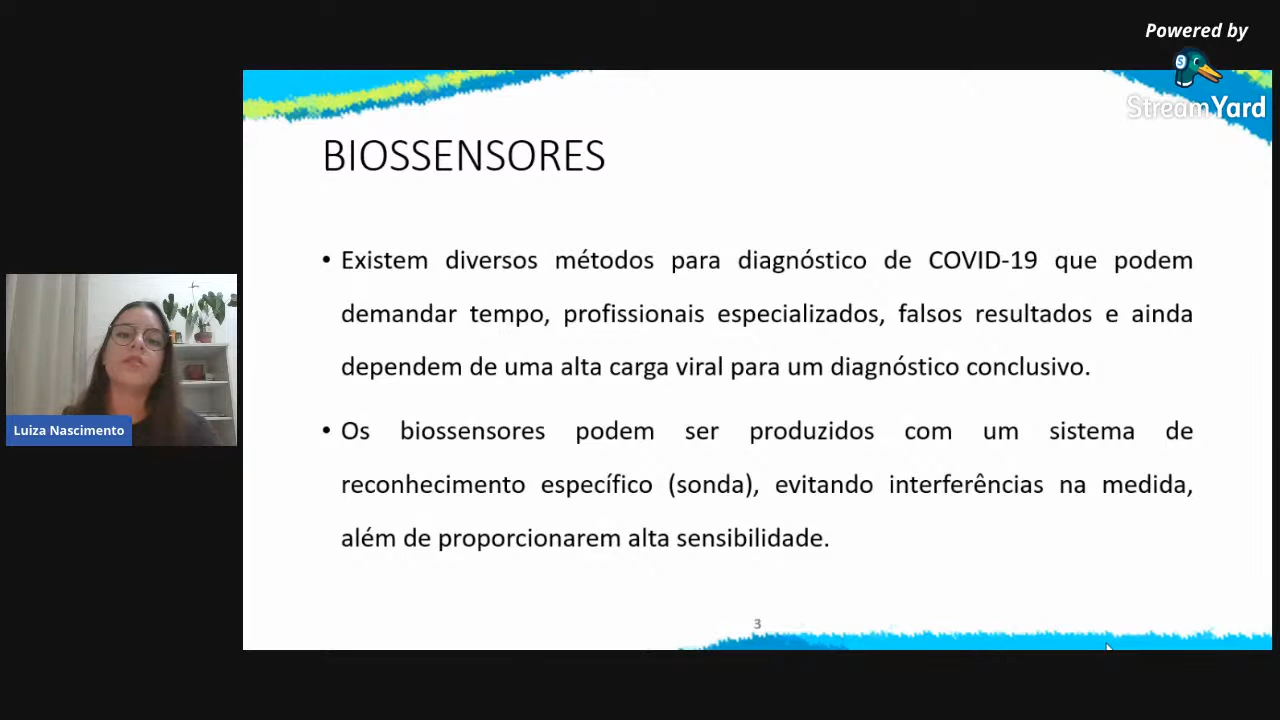 Powered by
StreamYard
BIOSSENSORES
• Existem diversos métodos para diagnóstico de COVID-19 que podem
demandar tempo, profissionais especializados, falsos resultados e ainda
dependem de uma alta carga viral para um diagnóstico conclusivo.
• Os biossensores podem ser produzidos com um sistema de
reconhecimento específico (sonda), evitando interferências na medida,
além de proporcionarem alta sensibilidade.
Luiza Nascimento
3